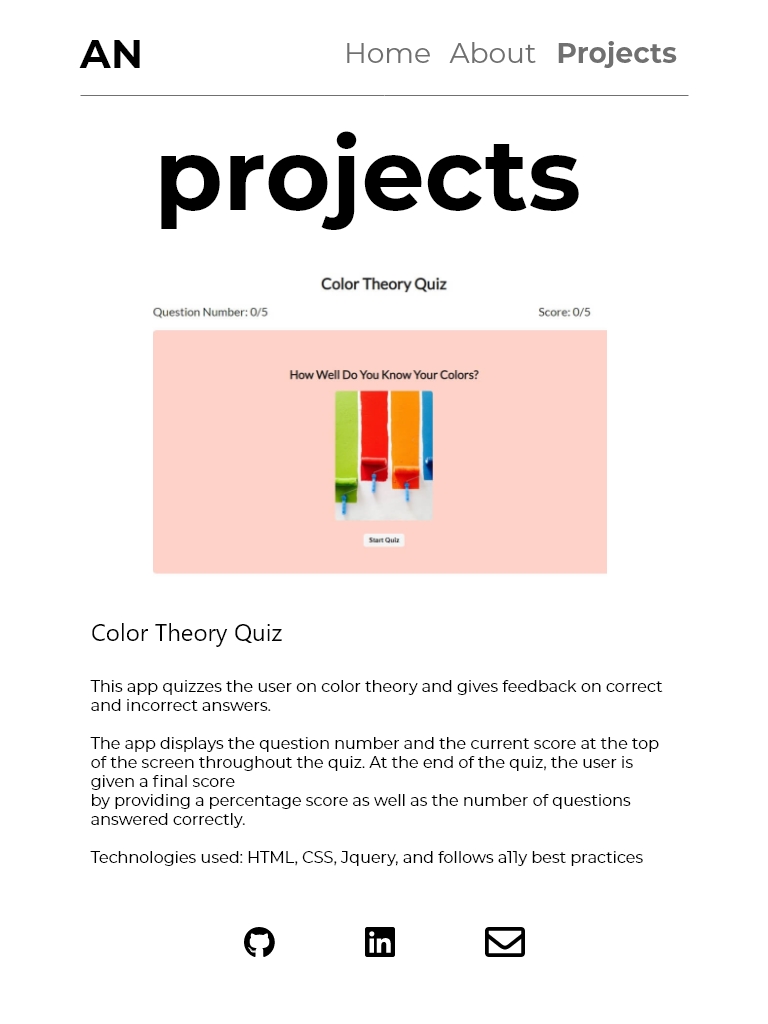 AN
Home About Projects
projects
Color Theory Quiz
Question Number: 0/5 Score: 0/5
How Well Do You Know Your Colors?
Start Quiz
Color Theory Quiz
This app quizzes the user on color theory and gives feedback on correct
and incorrect answers.
The app displays the question number and the current score at the top
of the screen throughout the quiz. At the end of the quiz, the user is
given a final score
by providing a percentage score as well as the number of questions
answered correctly.
Technologies used: HTML, CSS, Jquery, and follows a11y best practices
in